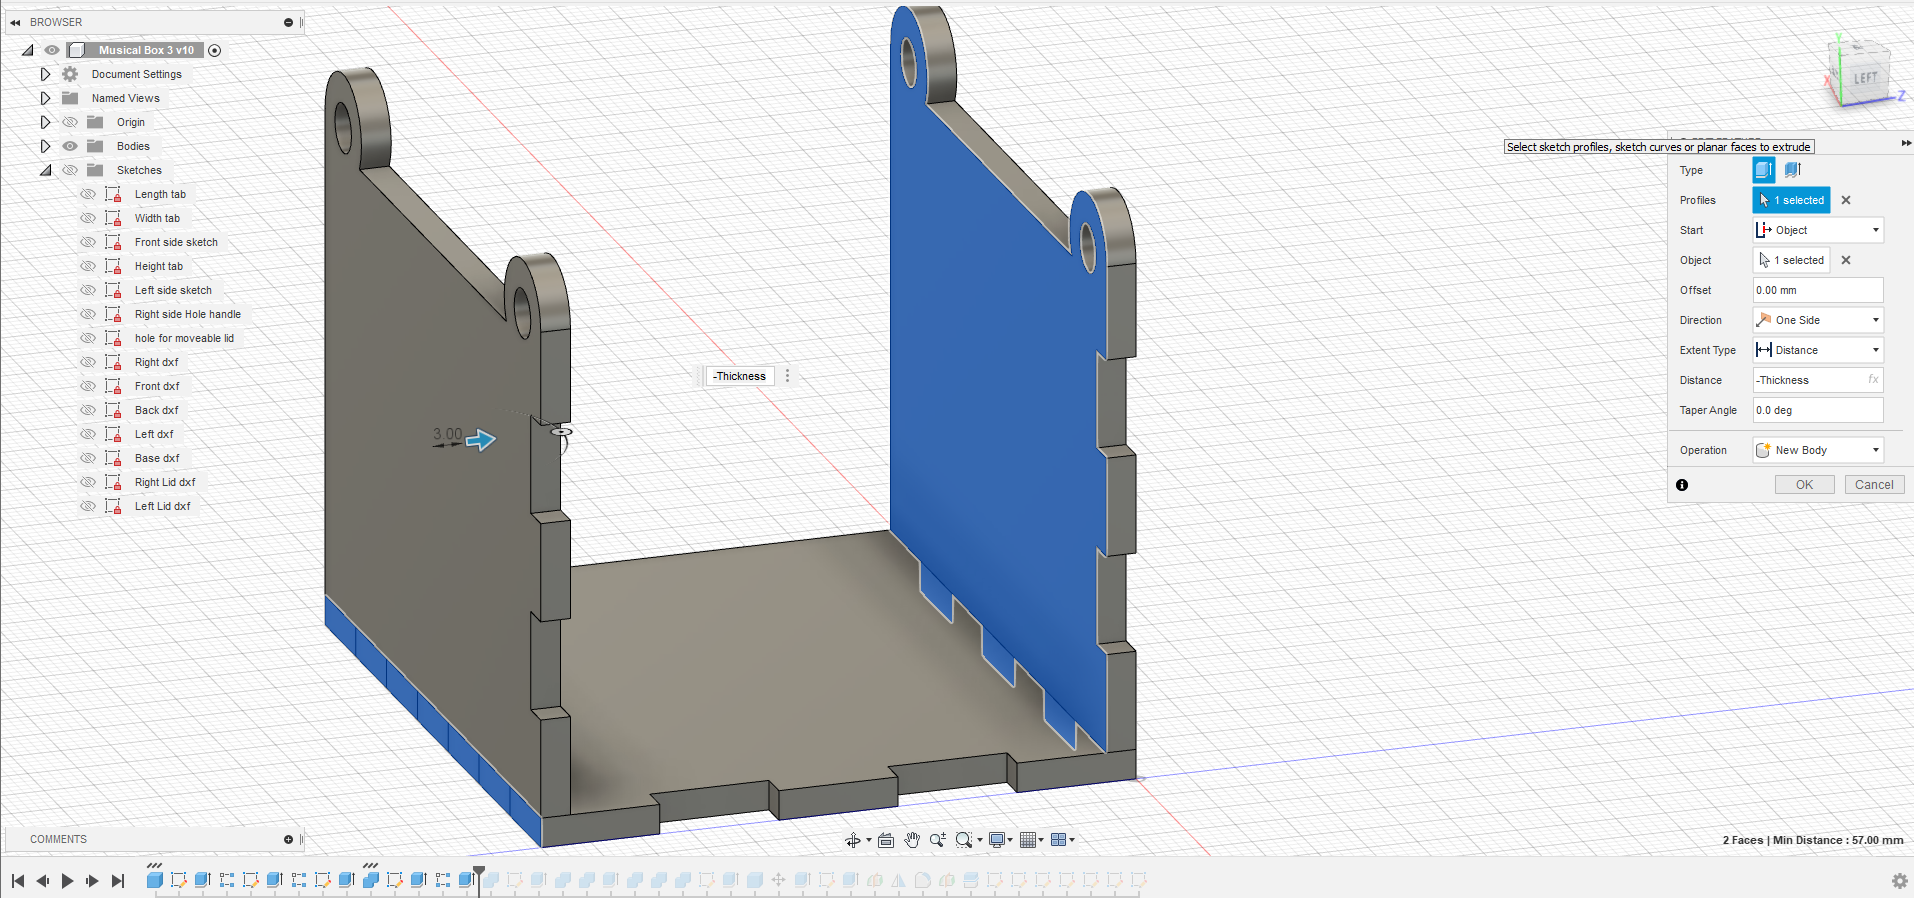 BROWSER
Musical Box 3 v10
Document Settings
Named Views
Origin
Bodies
Sketches
Length tab
Width tab
Front side sketch
Height tab
Left side sketch
Right side Hole handle
hole for moveable lid
Right dxf
Front dxf
Back dxf
Left dxf
Base dxf
Right Lid dxf
Left Lid dxf
COMMENTS
-Thickness
3.00
Y
LEFT
X
Z
Select sketch profiles, sketch curves or planar faces to extrude
Type
Profiles 1 selected
Start Object
Object 1 selected
Offset 0.00 mm
Direction One Side
Extent Type Distance
Distance -Thickness fx
Taper Angle 0.0 deg
Operation New Body
OK Cancel
2 Faces | Min Distance : 57.00 mm